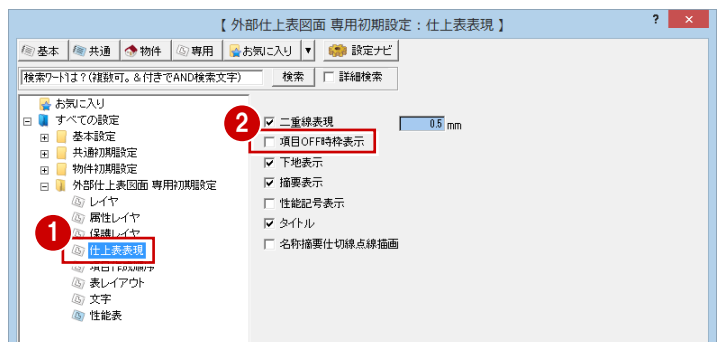 【 外部仕上表図面 専用初期設定：仕上表表現 】
? ×
基本 共通 物件 専用 お気に入り ▼ 設定ナビ
検索ワードは？(複数可。&付きでAND検索文字) 検索 詳細検索
お気に入り
すべての設定
基本設定
共通初期設定
物件初期設定
外部仕上表図面 専用初期設定
レイヤ
属性レイヤ
保護レイヤ
1
仕上表表現
表レイアウト
文字
性能表
2
二重線表現 0.5 mm
項目OFF時枠表示
下地表示
摘要表示
性能記号表示
タイトル
名称摘要仕切線点線描画